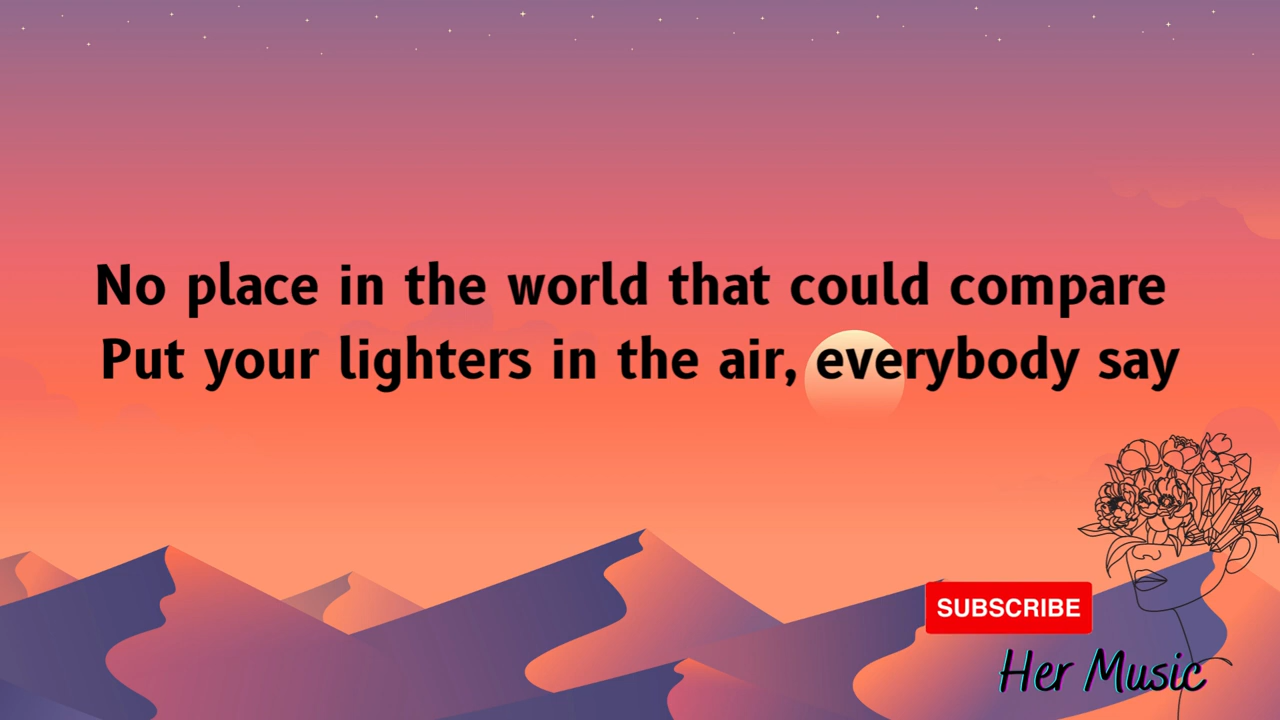 No place in the world that could compare
Put your lighters in the air, everybody say
SUBSCRIBE
Her Music